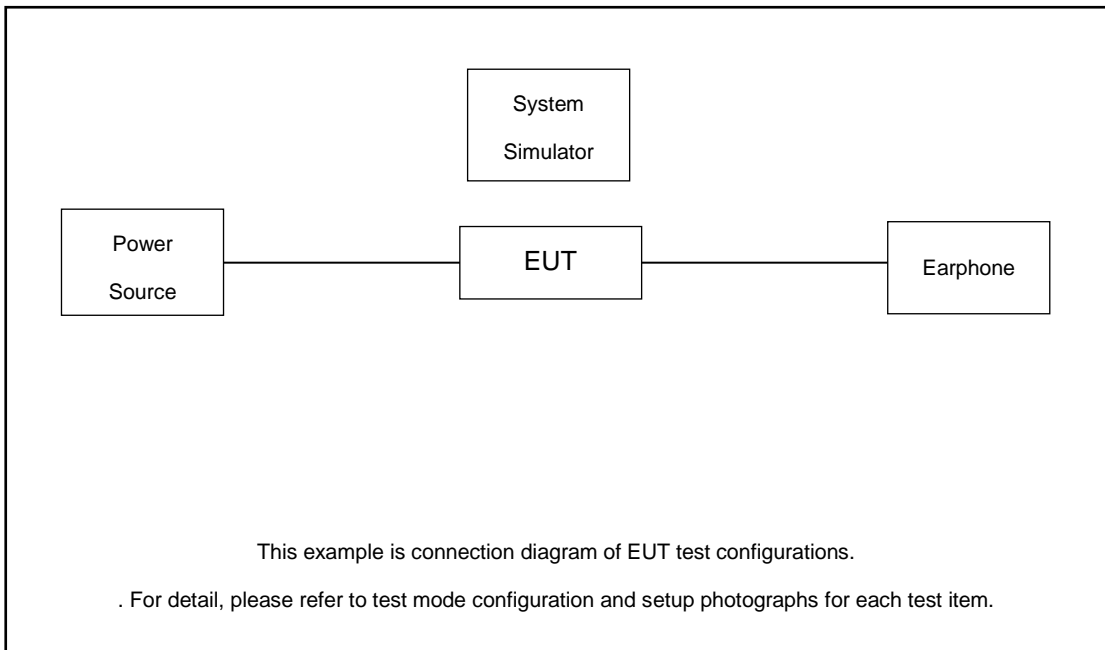 System
Simulator
Power
Source
EUT
Earphone
This example is connection diagram of EUT test configurations.
. For detail, please refer to test mode configuration and setup photographs for each test item.